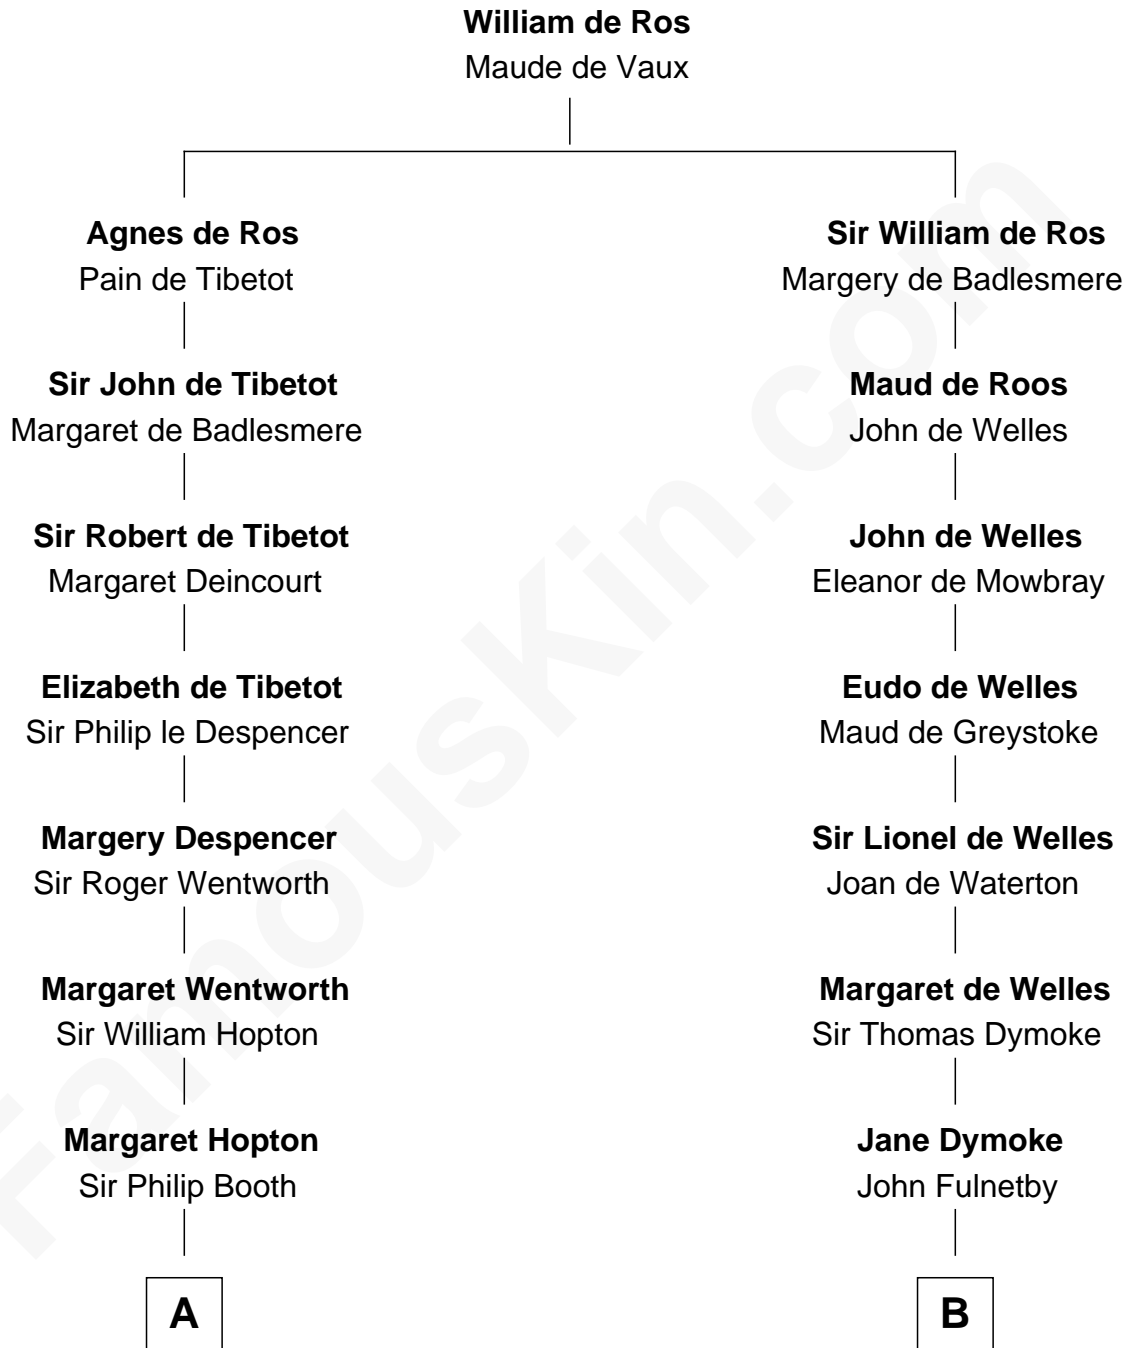 William de Ros
Maude de Vaux
Agnes de Ros
Pain de Tibetot
Sir William de Ros
Margery de Badlesmere
Sir John de Tibetot
Margaret de Badlesmere
Maud de Roos
John de Welles
Sir Robert de Tibetot
Margaret Deincourt
John de Welles
Eleanor de Mowbray
Elizabeth de Tibetot
Sir Philip le Despencer
Eudo de Welles
Maud de Greystoke
Margery Despencer
Sir Roger Wentworth
Sir Lionel de Welles
Joan de Waterton
Margaret Wentworth
Sir William Hopton
Margaret de Welles
Sir Thomas Dymoke
Margaret Hopton
Sir Philip Booth
Jane Dymoke
John Fulnetby
A
B
FamousKin.com